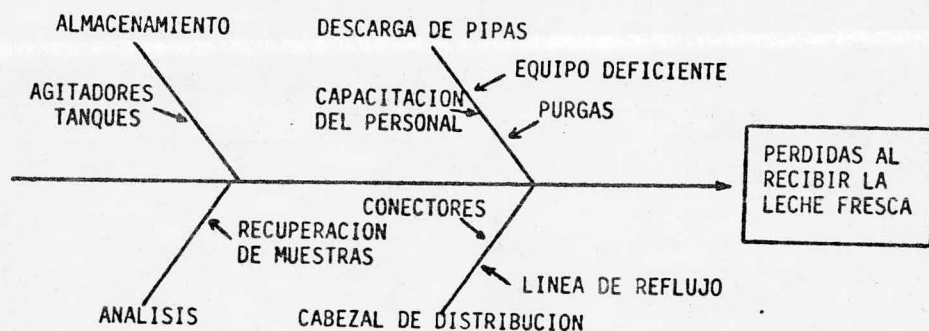 ALMACENAMIENTO
DESCARGA DE PIPAS
AGITADORES
TANQUES
EQUIPO DEFICIENTE
CAPACITACION
DEL PERSONAL
PURGAS
PERDIDAS AL
RECIBIR LA
LECHE FRESCA
CONECTORES
RECUPERACION
DE MUESTRAS
LINEA DE REFLUJO
ANALISIS
CABEZAL DE DISTRIBUCION